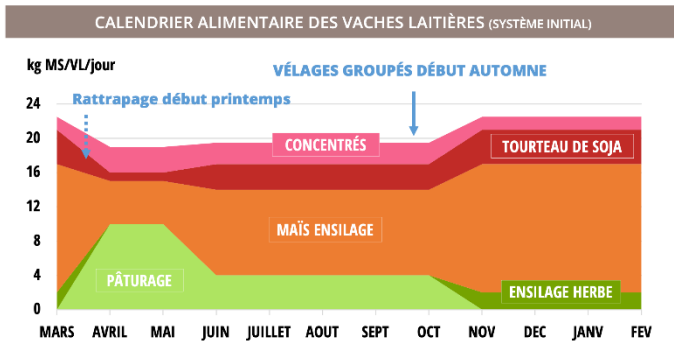 CALENDRIER ALIMENTAIRE DES VACHES LAITIÈRES (SYSTÈME INITIAL)
kg MS/VL/jour
VÉLAGES GROUPÉS DÉBUT AUTOMNE
Rattrapage début printemps
24
20
16
12
8
4
0
CONCENTRÉS
TOURTEAU DE SOJA
MAÏS ENSILAGE
PÂTURAGE
ENSILAGE HERBE
MARS AVRIL MAI JUIN JUILLET AOUT SEPT OCT NOV DEC JANV FEV